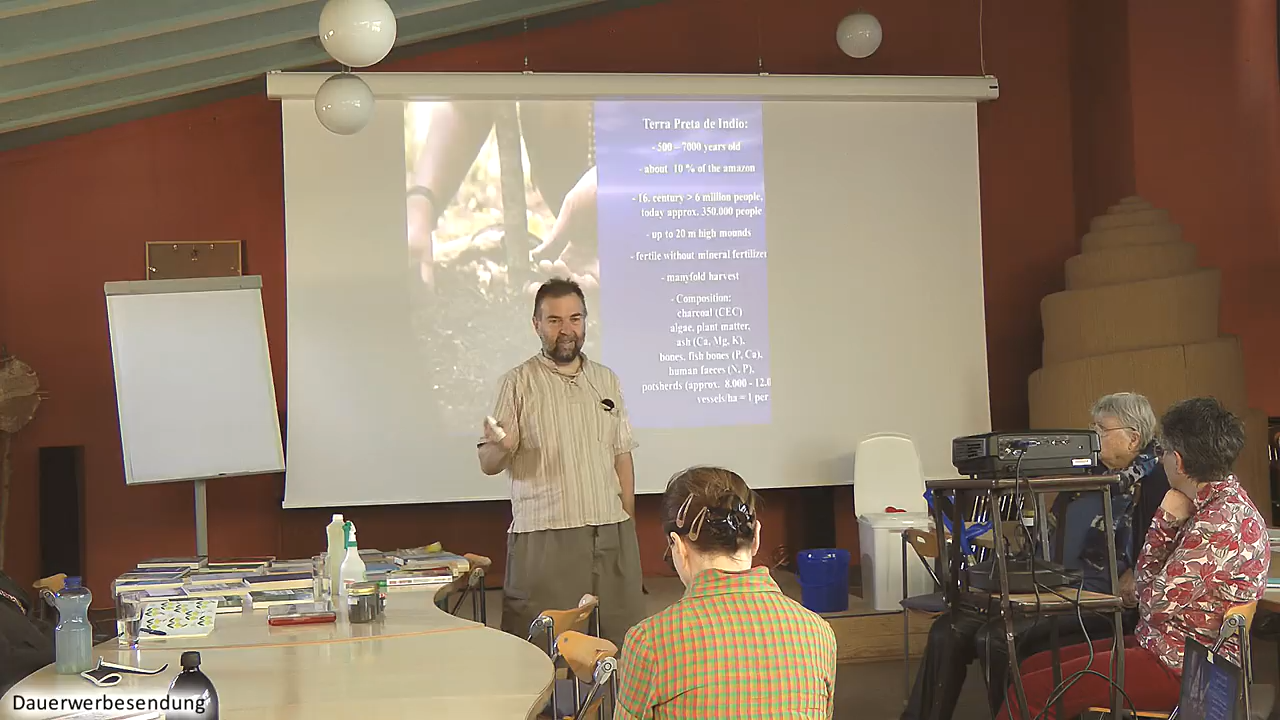 Terra Preta de Indio:
- 500 – 7000 years old
- about 10 % of the amazon
- 16. century > 6 million people,
today approx. 350.000 people
- up to 20 m high mounds
- fertile without mineral fertilizer
- manyfold harvest
- Composition:
charcoal (CEC)
algae, plant matter,
ash (Ca, Mg, K),
bones, fish bones (P, Ca),
human faeces (N, P),
potsherds (approx. 8.000 - 12.0
vessels/ha = 1 per
Dauerwerbesendung